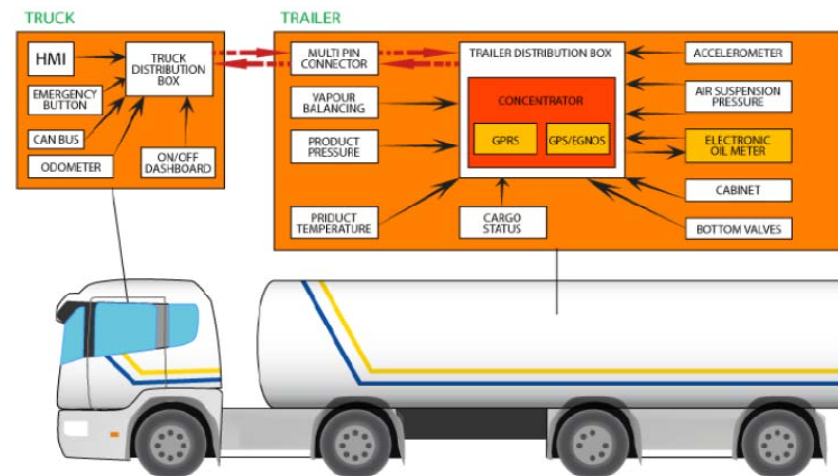 TRUCK
HMI
EMERGENCY
BUTTON
CAN BUS
ODOMETER
TRUCK
DISTRIBUTION
BOX
ON/OFF
DASHBOARD
TRAILER
MULTI PIN
CONNECTOR
VAPOUR
BALANCING
PRODUCT
PRESSURE
PRIDUCT
TEMPERATURE
TRAILER DISTRIBUTION BOX
CONCENTRATOR
GPRS
GPS/EGNOS
CARGO
STATUS
ACCELEROMETER
AIR SUSPENSION
PRESSURE
ELECTRONIC
OIL METER
CABINET
BOTTOM VALVES